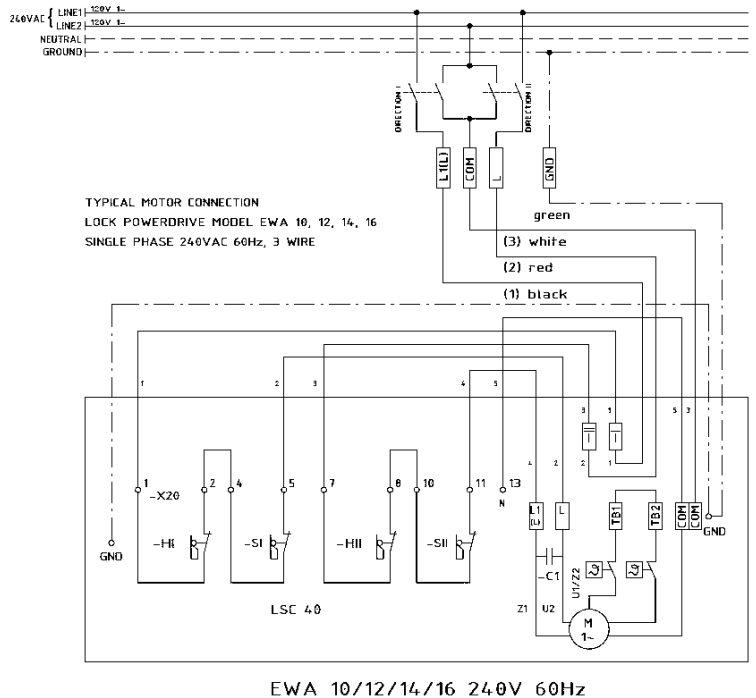 240VAC
LINE1 120V 1~
LINE2 120V 1~
NEUTRAL
GROUND
DIRECTION I
DIRECTION II
L1(L)
COM
L
GND
TYPICAL MOTOR CONNECTION
LOCK POWERDRIVE MODEL EWA 10, 12, 14, 16
SINGLE PHASE 240VAC 60Hz, 3 WIRE
green
(3) white
(2) red
(1) black
1
2
3
4
5
3
1
5
3
4
2
2
1
1
-X20
2
4
5
7
8
10
11
13
N
L1
(L)
L
TB1
TB2
COM
COM
GND
GND
-HI
-SI
-HII
-SII
-C1
U1/Z2
LSC 40
Z1
U2
M
1~
EWA 10/12/14/16 240V 60Hz